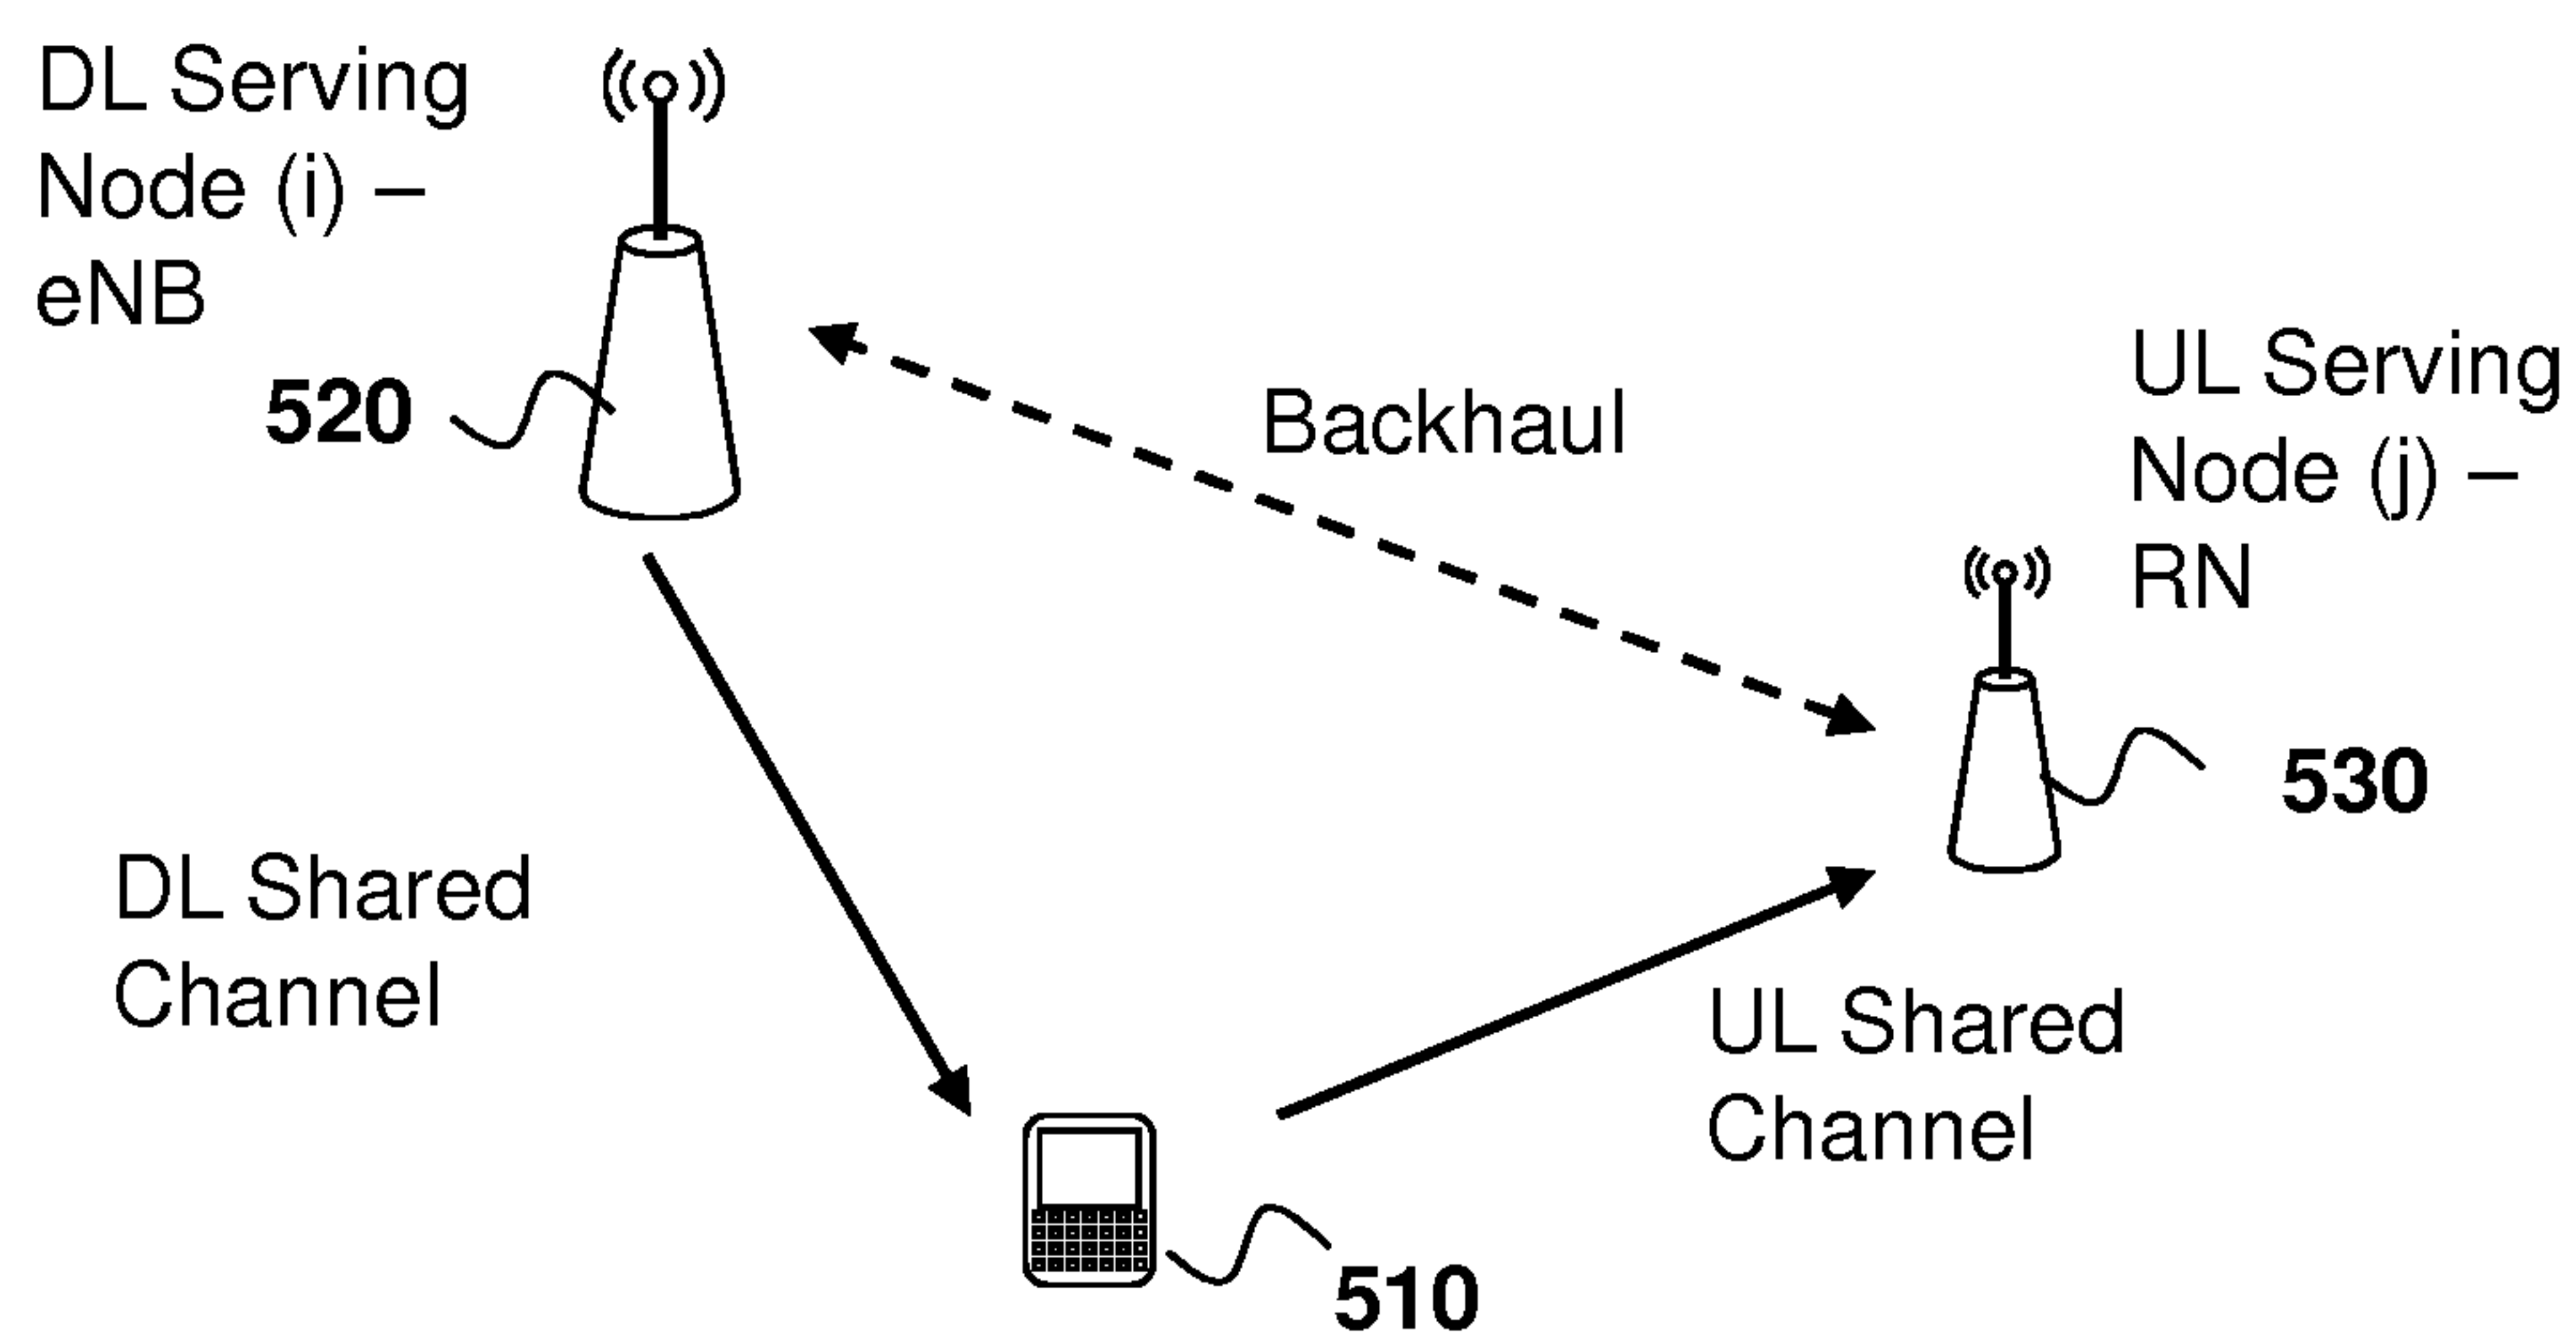 DL Serving
Node (i) –
eNB
520
Backhaul
UL Serving
Node (j) –
RN
530
DL Shared
Channel
UL Shared
Channel
510